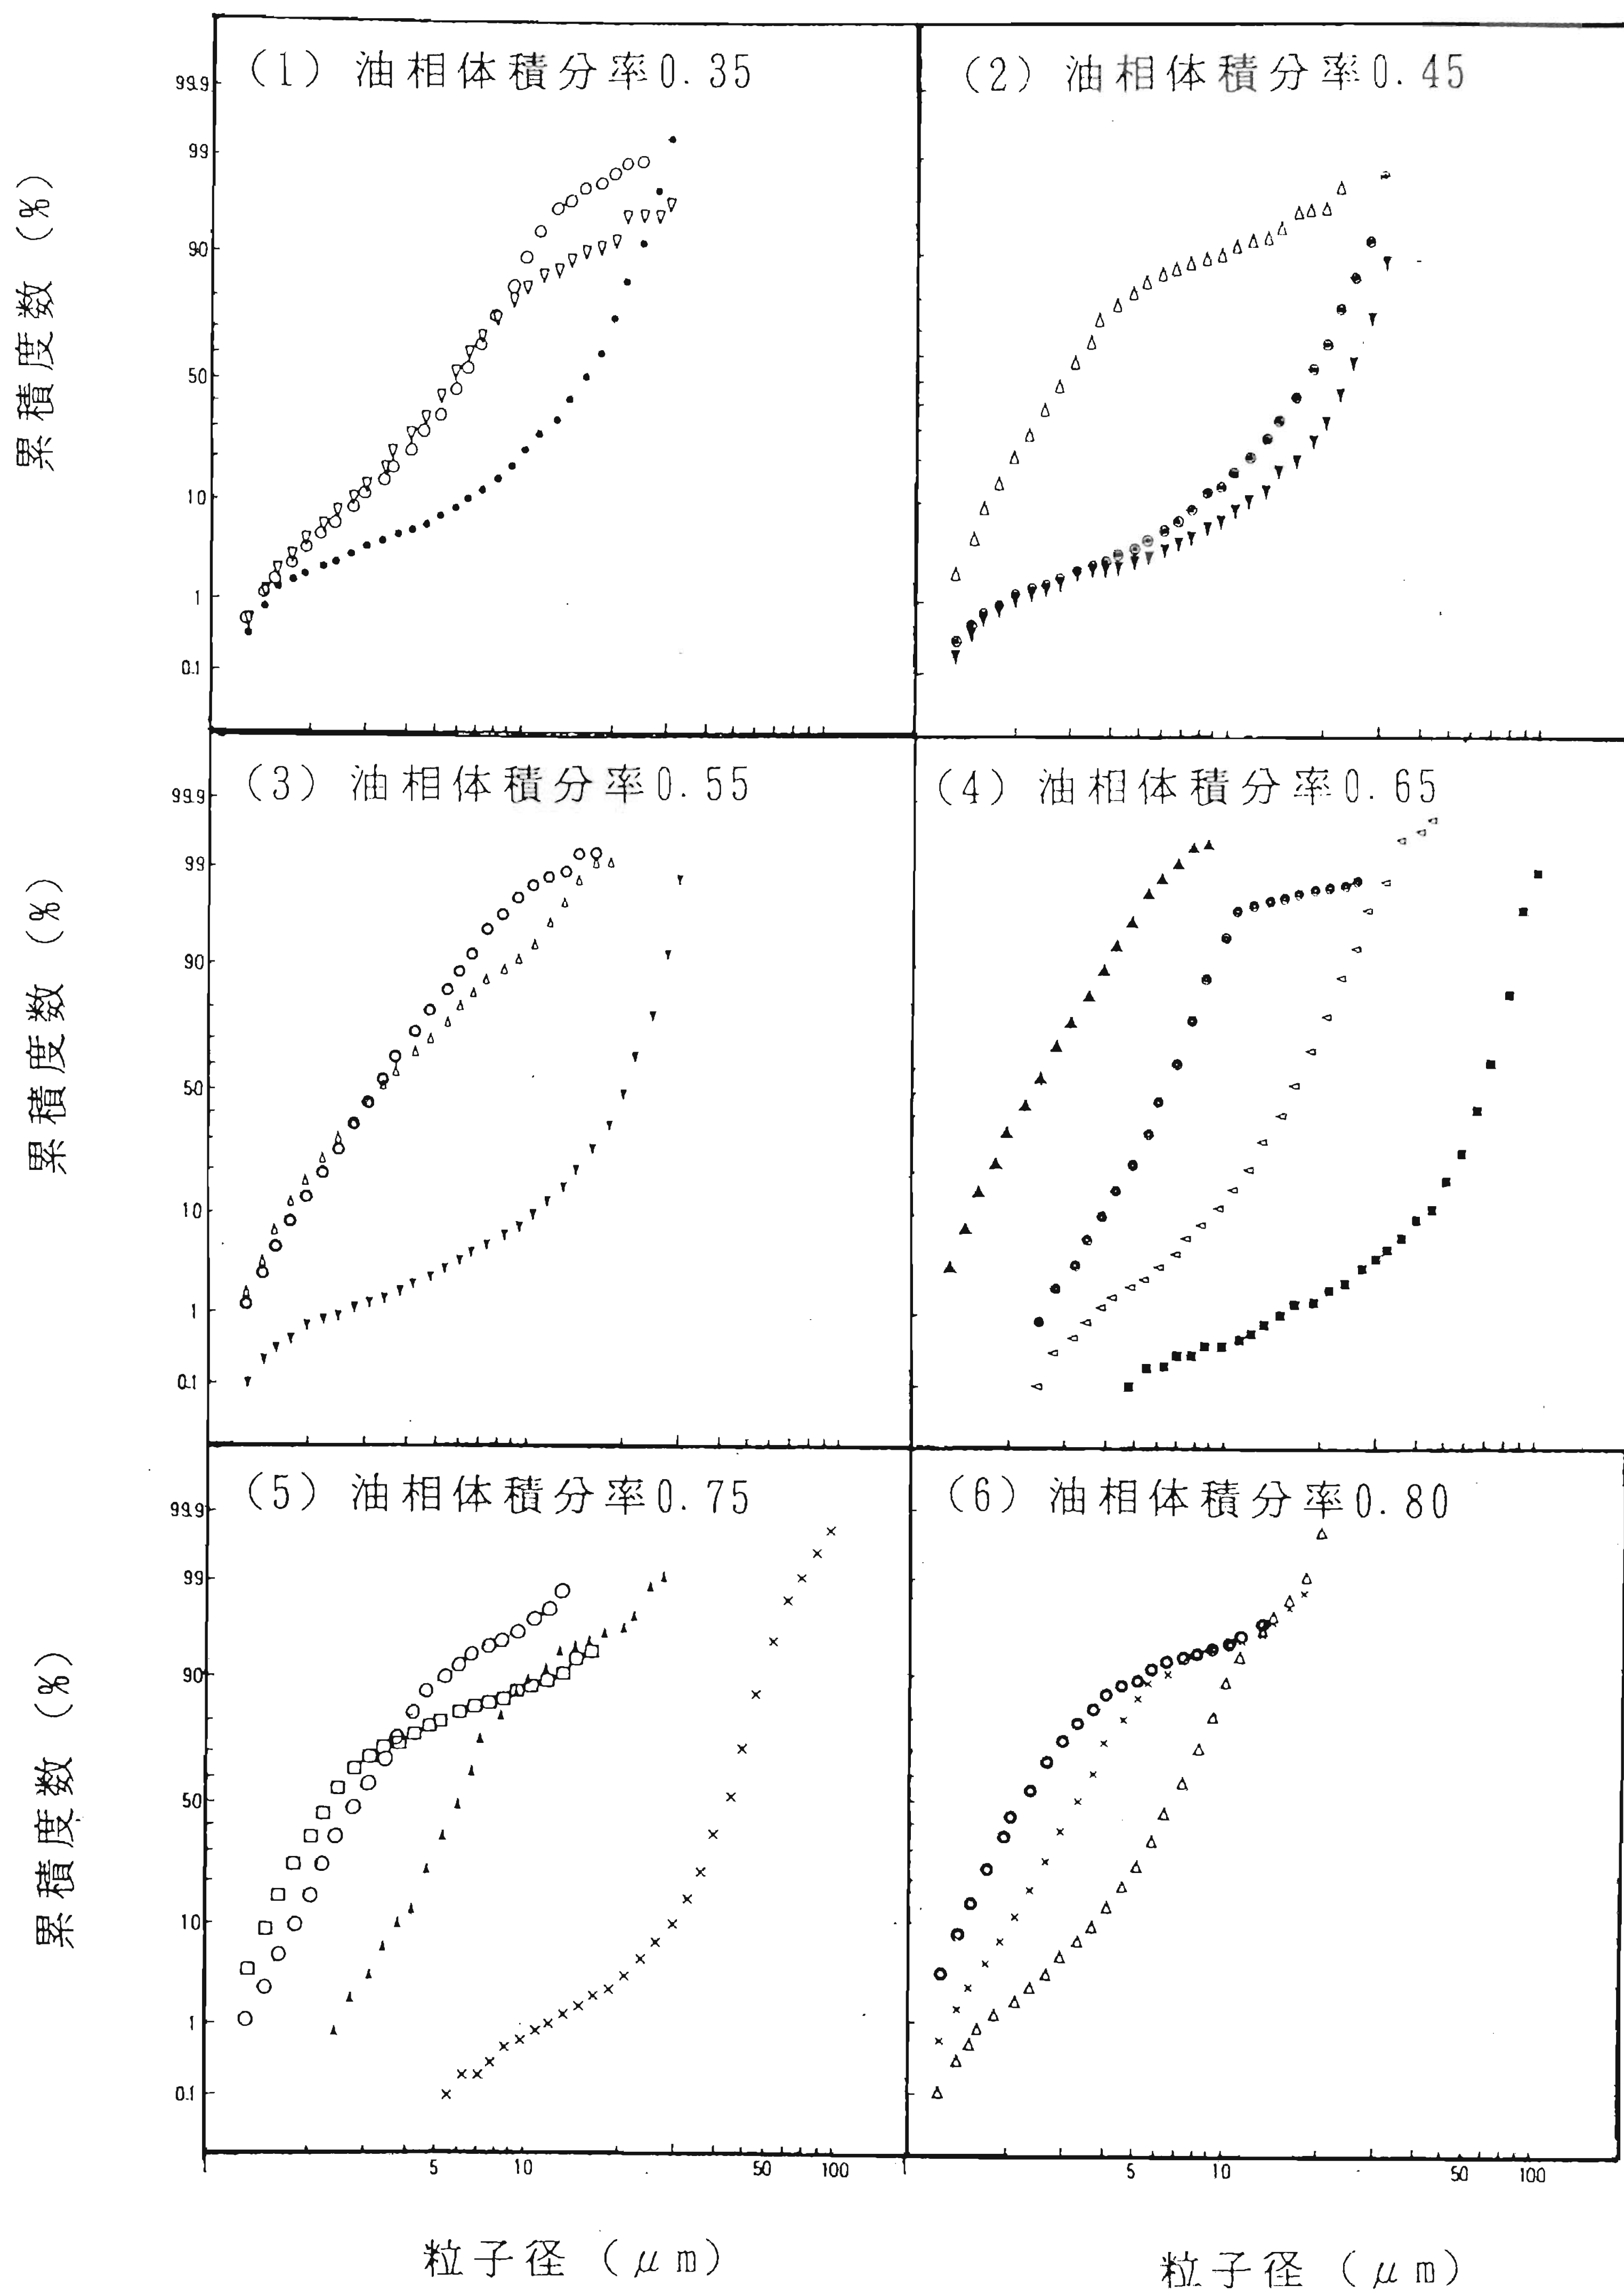 (1) 油相体積分率0.35
(2) 油相体積分率0.45
累積度数 (%)
99.9
99
90
50
10
1
0.1
(3) 油相体積分率0.55
(4) 油相体積分率0.65
累積度数 (%)
99.9
99
90
50
10
1
0.1
(5) 油相体積分率0.75
(6) 油相体積分率0.80
累積度数 (%)
99.9
99
90
50
10
1
0.1
1 5 10 50 100
1 5 10 50 100
粒子径 (μm)
粒子径 (μm)